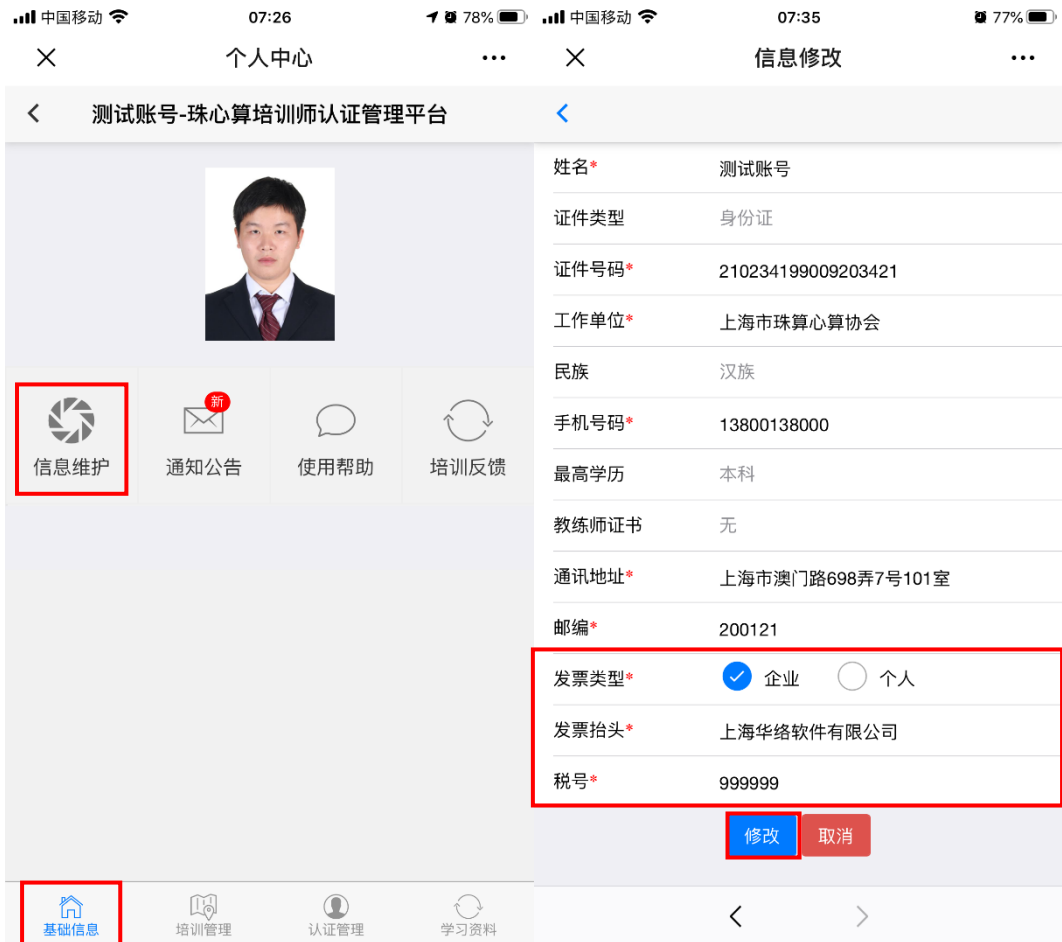 中国移动
07:26
78%
个人中心
测试账号-珠心算培训师认证管理平台
信息维护
新
通知公告
使用帮助
培训反馈
基础信息
培训管理
认证管理
学习资料
中国移动
07:35
77%
信息修改
姓名* 测试账号
证件类型 身份证
证件号码* 210234199009203421
工作单位* 上海市珠算心算协会
民族 汉族
手机号码* 13800138000
最高学历 本科
教练师证书 无
通讯地址* 上海市澳门路698弄7号101室
邮编* 200121
发票类型* 企业 个人
发票抬头* 上海华络软件有限公司
税号* 999999
修改 取消